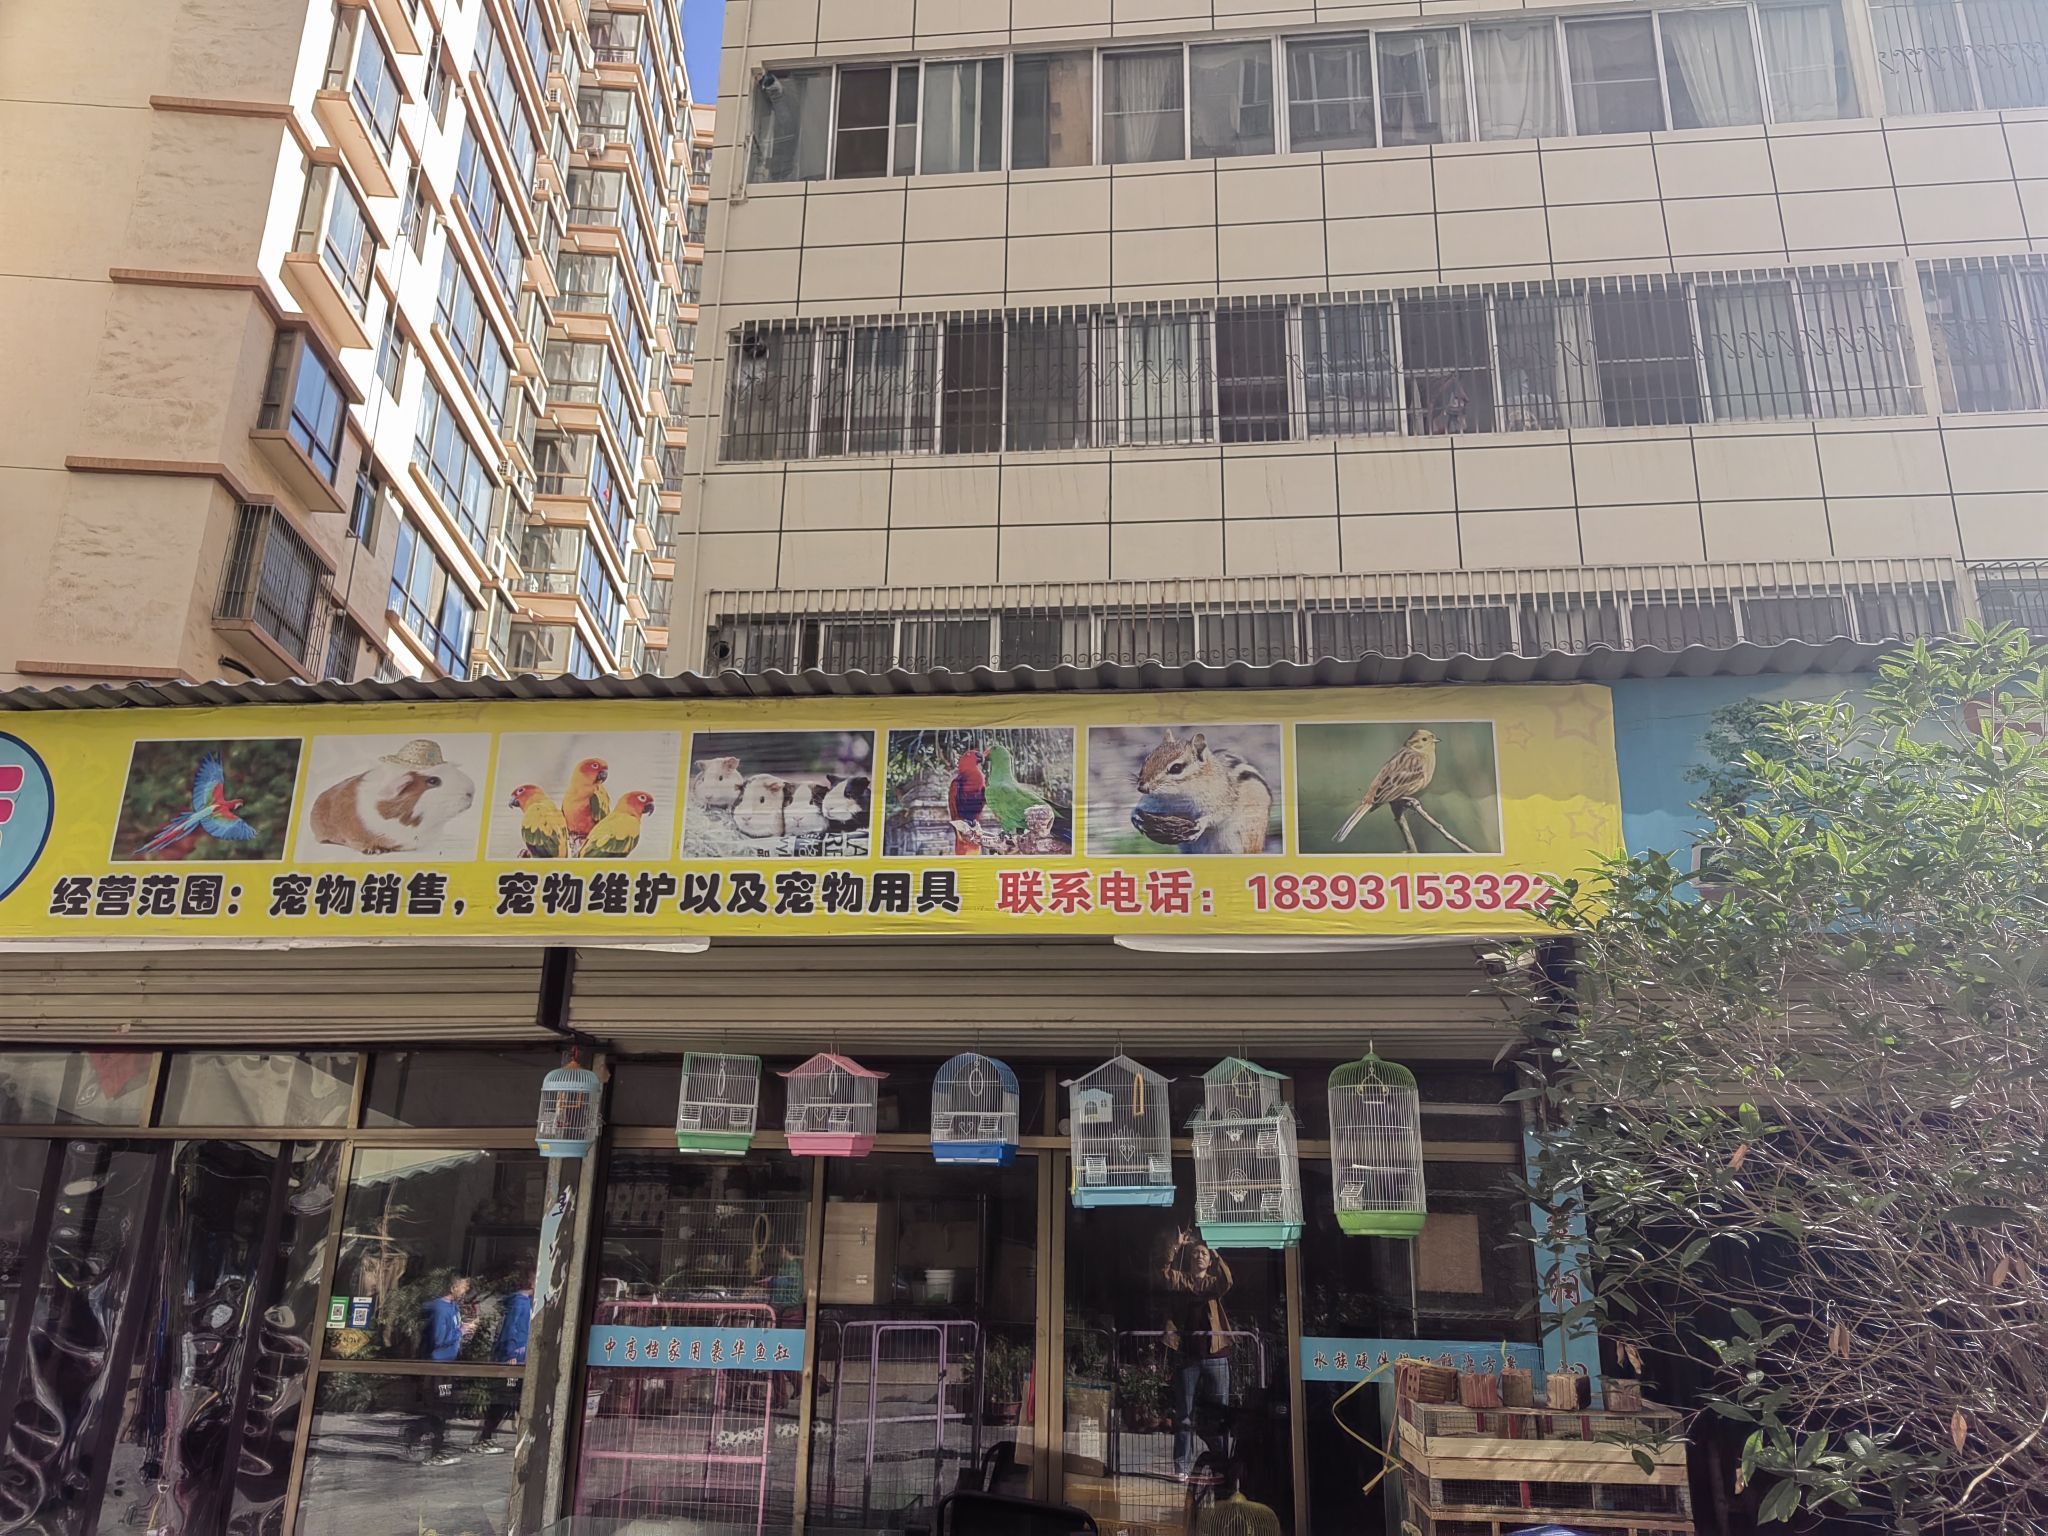 经营范围：宠物销售，宠物维护以及宠物用具 联系电话：18393153322
中高档家用豪华鱼缸